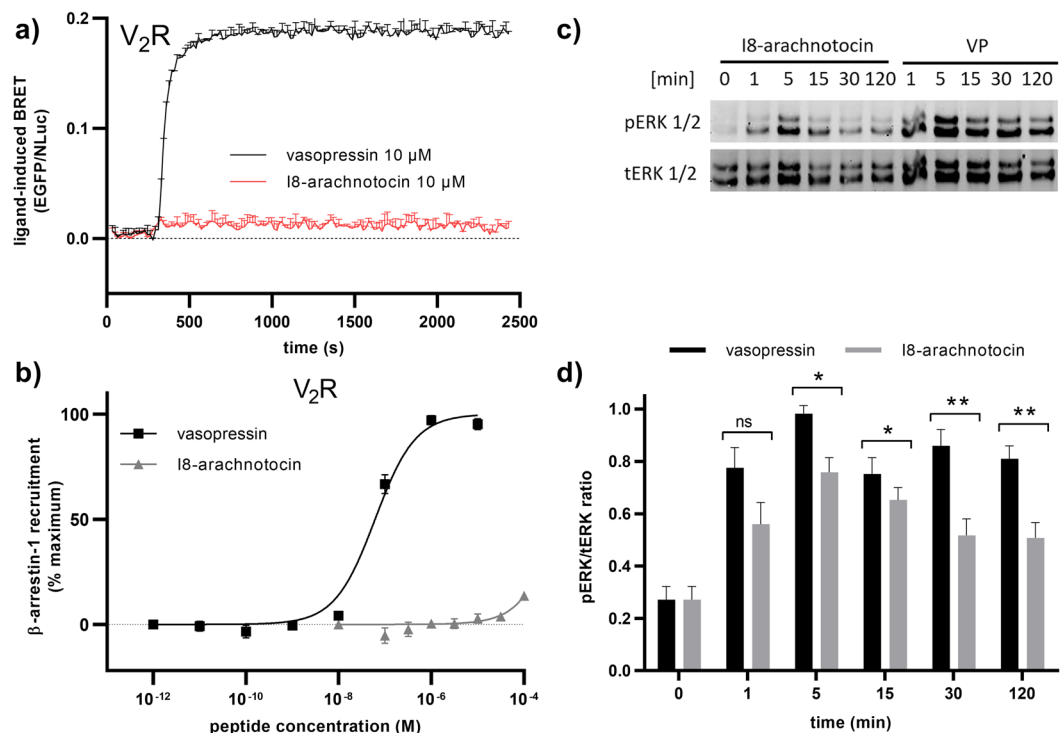 a)
V2R
0.2
0.2
0.0
ligand-induced BRET
(EGFP/NLuc)
vasopressin 10 µM
I8-arachnotocin 10 µM
0 500 1000 1500 2000 2500
time (s)
b)
V2R
100
50
0
β-arrestin-1 recruitment
(% maximum)
vasopressin
I8-arachnotocin
10-12 10-10 10-8 10-6 10-4
peptide concentration (M)
c)
I8-arachnotocin VP
[min] 0 1 5 15 30 120 1 5 15 30 120
pERK 1/2
tERK 1/2
vasopressin I8-arachnotocin
d)
ns * * ** **
1.0
0.8
0.6
0.4
0.2
0.0
pERK/tERK ratio
0 1 5 15 30 120
time (min)